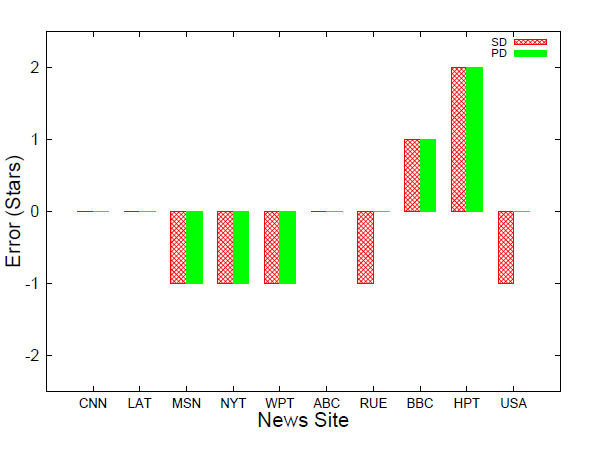 SD
PD
2
1
0
-1
-2
Error (Stars)
CNN LAT MSN NYT WPT ABC RUE BBC HPT USA
News Site